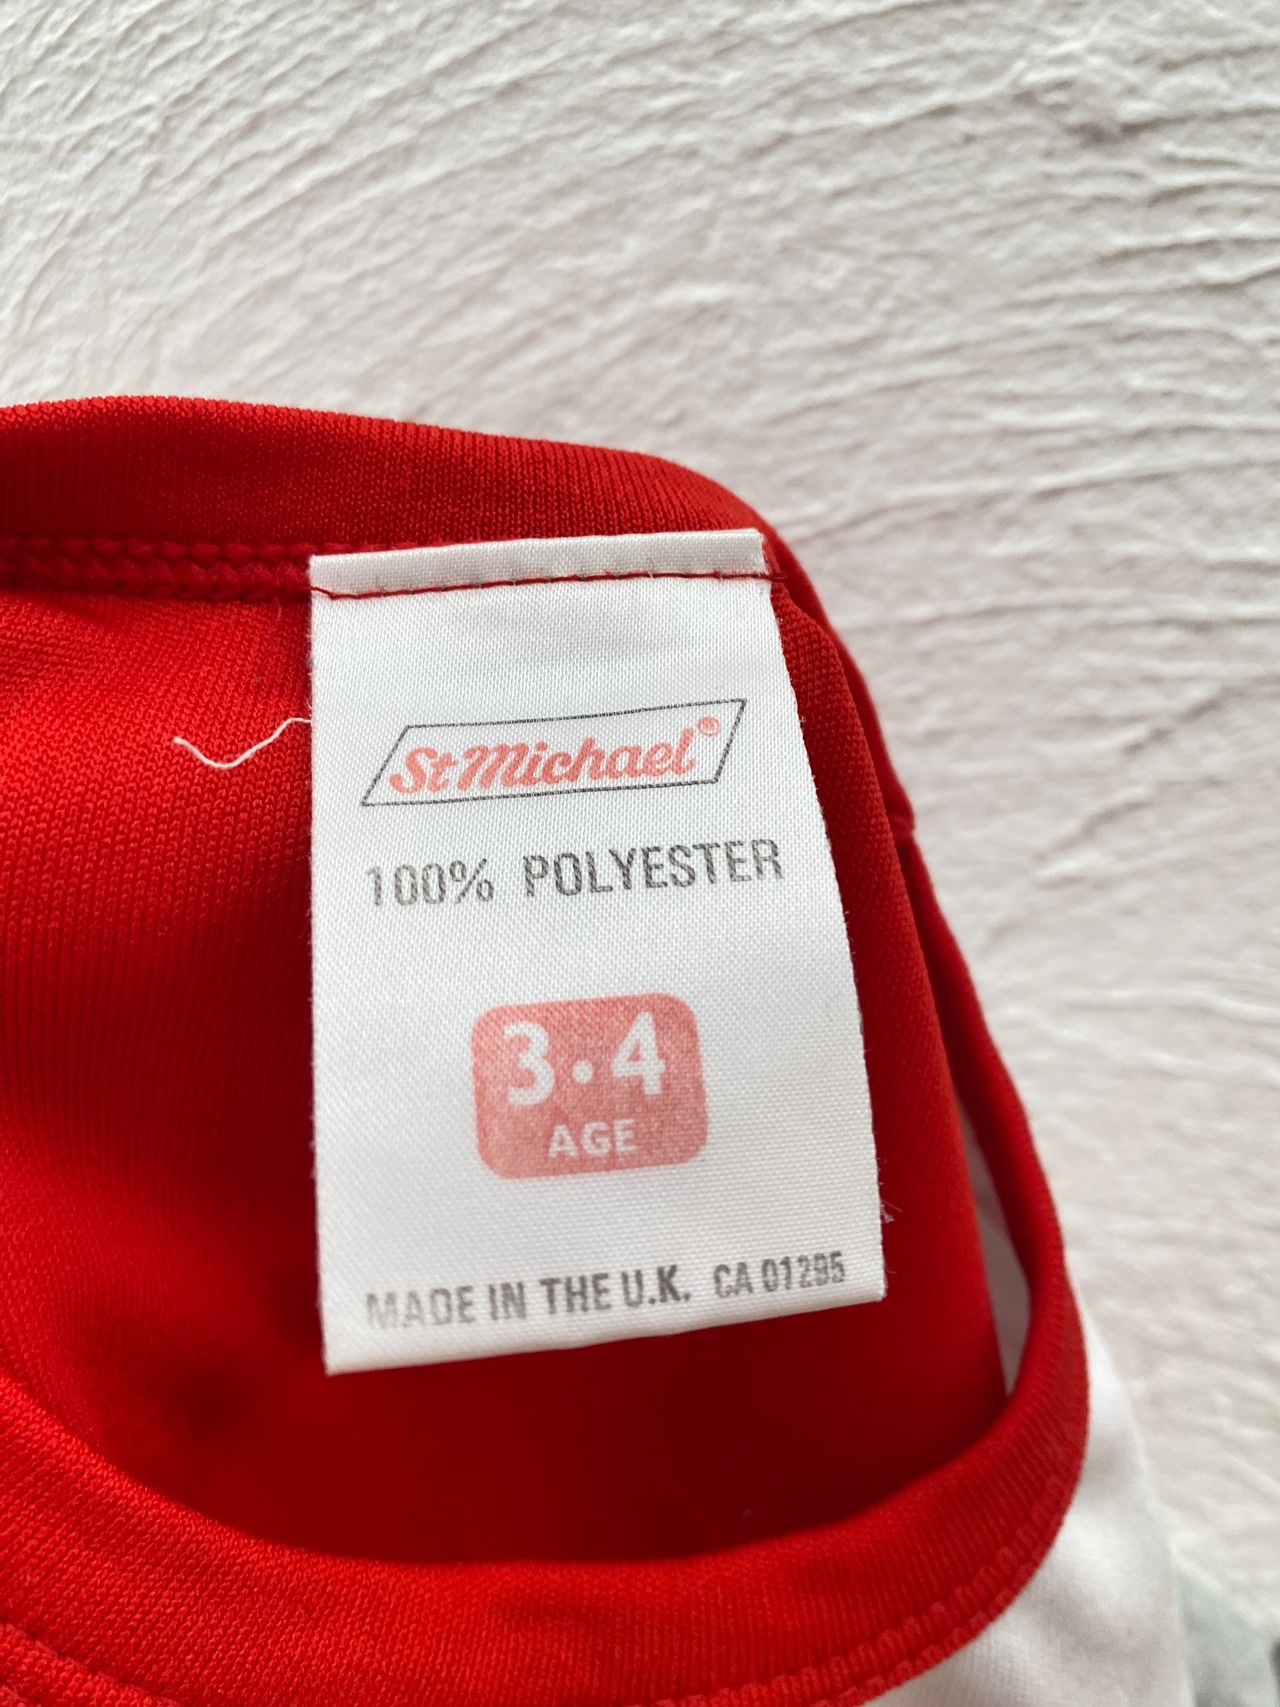 St Michael®
100% POLYESTER
3·4
AGE
MADE IN THE U.K. CA 01295